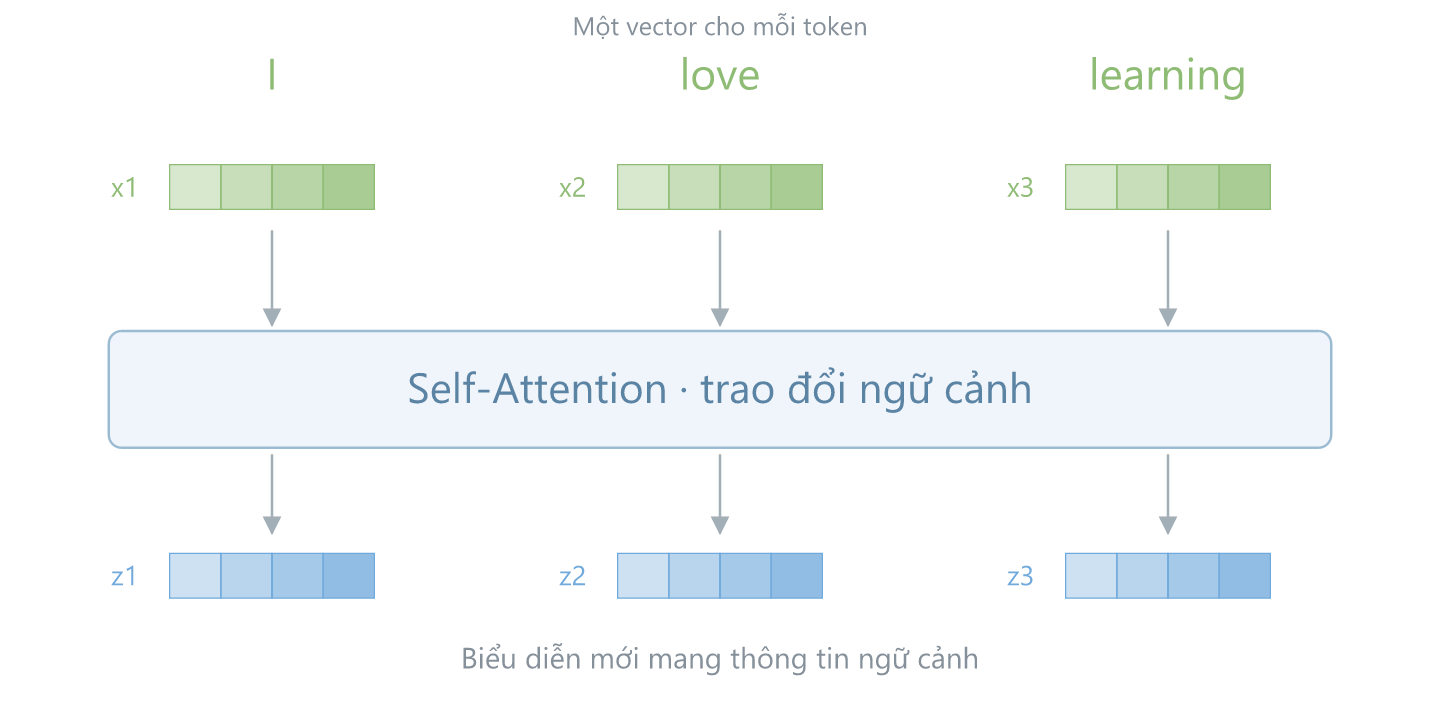 Một vector cho mỗi token
I love learning
x1 x2 x3
Self-Attention · trao đổi ngữ cảnh
z1 z2 z3
Biểu diễn mới mang thông tin ngữ cảnh